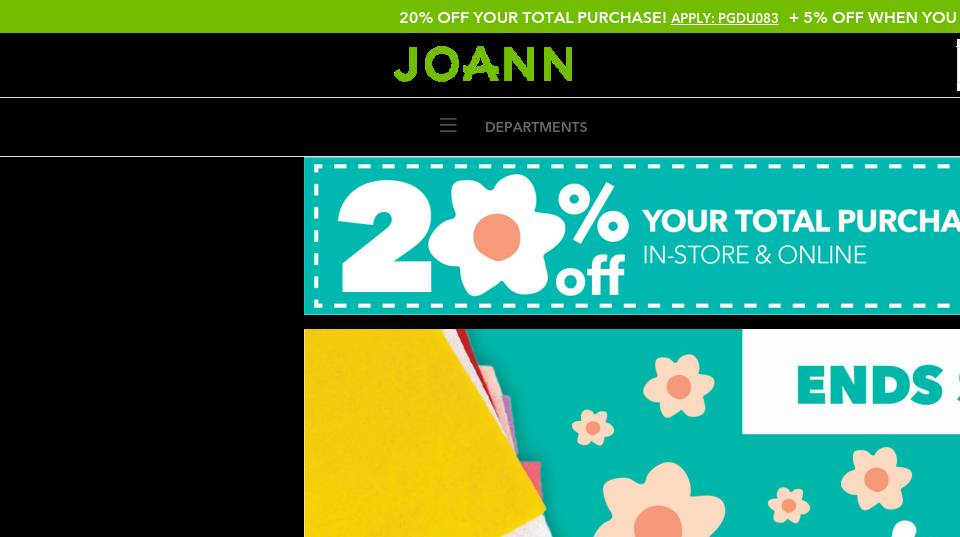 20% OFF YOUR TOTAL PURCHASE! APPLY: PGDU083 + 5% OFF WHEN YOU
JOANN
DEPARTMENTS
20% off
YOUR TOTAL PURCHA
IN-STORE & ONLINE
ENDS